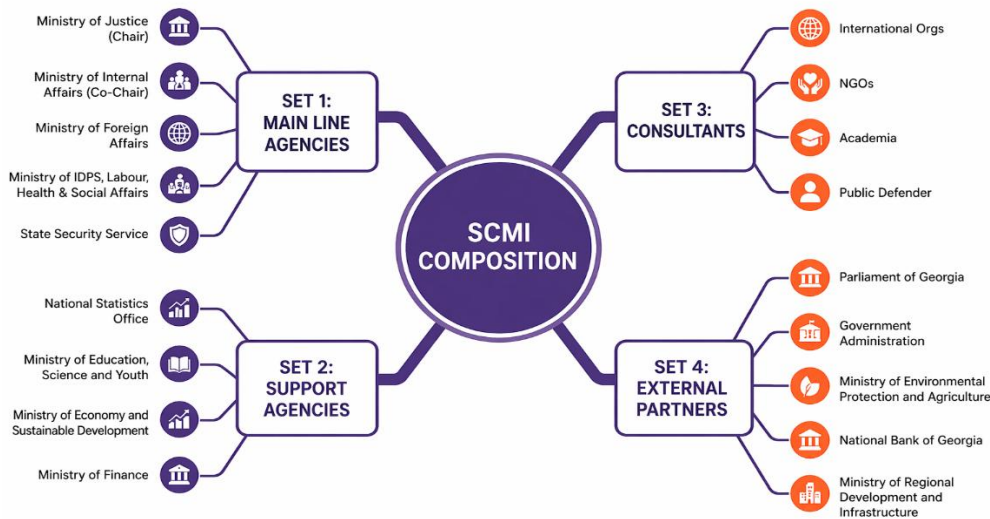 Ministry of Justice
(Chair)
Ministry of Internal
Affairs (Co-Chair)
Ministry of Foreign
Affairs
Ministry of IDPS, Labour,
Health & Social Affairs
State Security Service
SET 1:
MAIN LINE
AGENCIES
National Statistics
Office
Ministry of Education,
Science and Youth
Ministry of Economy and
Sustainable Development
Ministry of Finance
SET 2:
SUPPORT
AGENCIES
SCMI
COMPOSITION
SET 3:
CONSULTANTS
International Orgs
NGOs
Academia
Public Defender
SET 4:
EXTERNAL
PARTNERS
Parliament of Georgia
Government
Administration
Ministry of Environmental
Protection and Agriculture
National Bank of Georgia
Ministry of Regional
Development and
Infrastructure